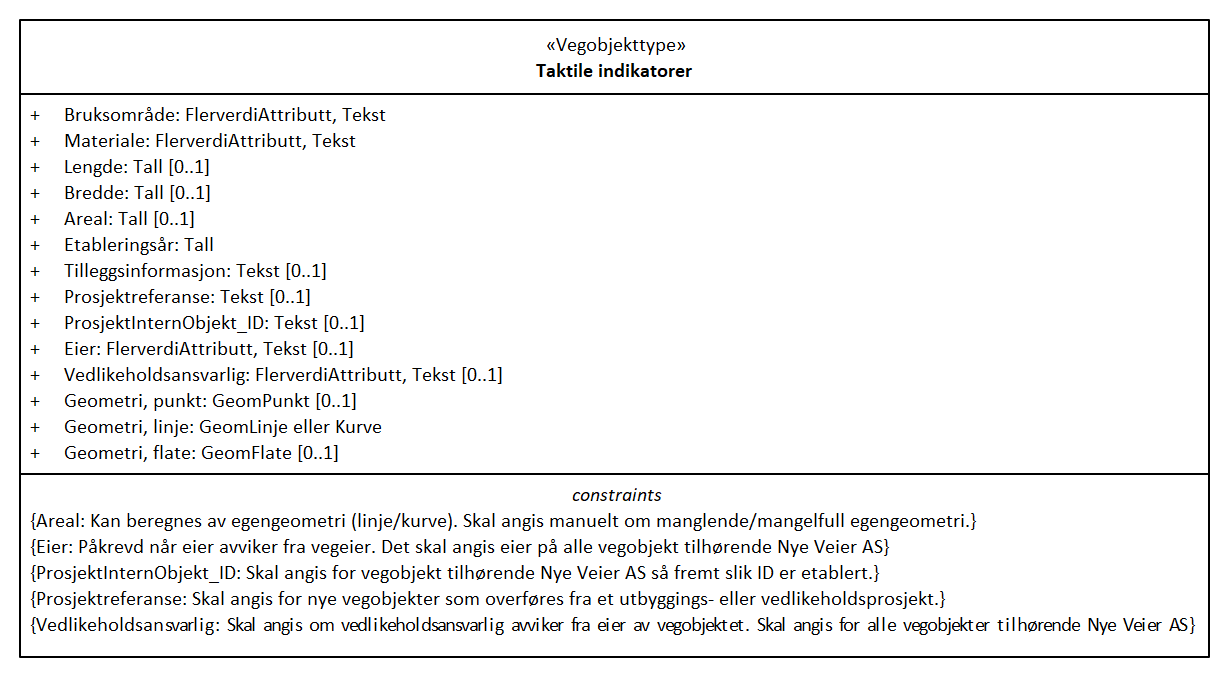 «Vegobjekttype»
Taktile indikatorer
+ Bruksområde: FlerverdiAttributt, Tekst
+ Materiale: FlerverdiAttributt, Tekst
+ Lengde: Tall [0..1]
+ Bredde: Tall [0..1]
+ Areal: Tall [0..1]
+ Etableringsår: Tall
+ Tilleggsinformasjon: Tekst [0..1]
+ Prosjektreferanse: Tekst [0..1]
+ ProsjektInternObjekt_ID: Tekst [0..1]
+ Eier: FlerverdiAttributt, Tekst [0..1]
+ Vedlikeholdsansvarlig: FlerverdiAttributt, Tekst [0..1]
+ Geometri, punkt: GeomPunkt [0..1]
+ Geometri, linje: GeomLinje eller Kurve
+ Geometri, flate: GeomFlate [0..1]
constraints
{Areal: Kan beregnes av egengeometri (linje/kurve). Skal angis manuelt om manglende/mangelfull egengeometri.}
{Eier: Påkrevd når eier avviker fra vegeier. Det skal angis eier på alle vegobjekt tilhørende Nye Veier AS}
{ProsjektInternObjekt_ID: Skal angis for vegobjekt tilhørende Nye Veier AS så fremt slik ID er etablert.}
{Prosjektreferanse: Skal angis for nye vegobjekter som overføres fra et utbyggings- eller vedlikeholdsprosjekt.}
{Vedlikeholdsansvarlig: Skal angis om vedlikeholdsansvarlig avviker fra eier av vegobjektet. Skal angis for alle vegobjekter tilhørende Nye Veier AS}